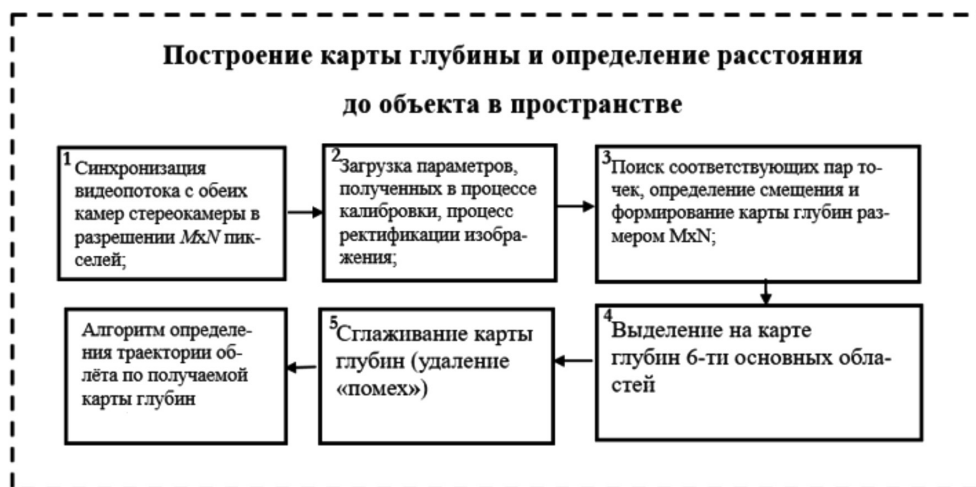 Построение карты глубины и определение расстояния
до объекта в пространстве
1
Синхронизация
видеопотока с обеих
камер стереокамеры в
разрешении MxN пик-
селей;
2
Загрузка параметров,
полученных в процессе
калибровки, процесс
ректификации изобра-
жения;
3
Поиск соответствующих пар то-
чек, определение смещения и
формирование карты глубин раз-
мером MxN;
4
Выделение на карте
глубин 6-ти основных обла-
стей
5
Сглаживание карты
глубин (удаление
«помех»)
Алгоритм определе-
ния траектории об-
лёта по получаемой
карты глубин